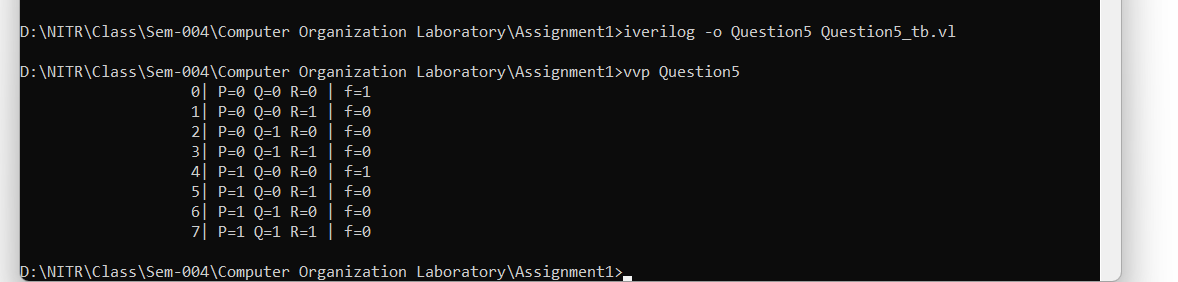 D:\NITR\Class\Sem-004\Computer Organization Laboratory\Assignment1>iverilog -o Question5 Question5_tb.vl
D:\NITR\Class\Sem-004\Computer Organization Laboratory\Assignment1>vvp Question5
0| P=0 Q=0 R=0 | f=1
1| P=0 Q=0 R=1 | f=0
2| P=0 Q=1 R=0 | f=0
3| P=0 Q=1 R=1 | f=0
4| P=1 Q=0 R=0 | f=1
5| P=1 Q=0 R=1 | f=0
6| P=1 Q=1 R=0 | f=0
7| P=1 Q=1 R=1 | f=0
D:\NITR\Class\Sem-004\Computer Organization Laboratory\Assignment1>